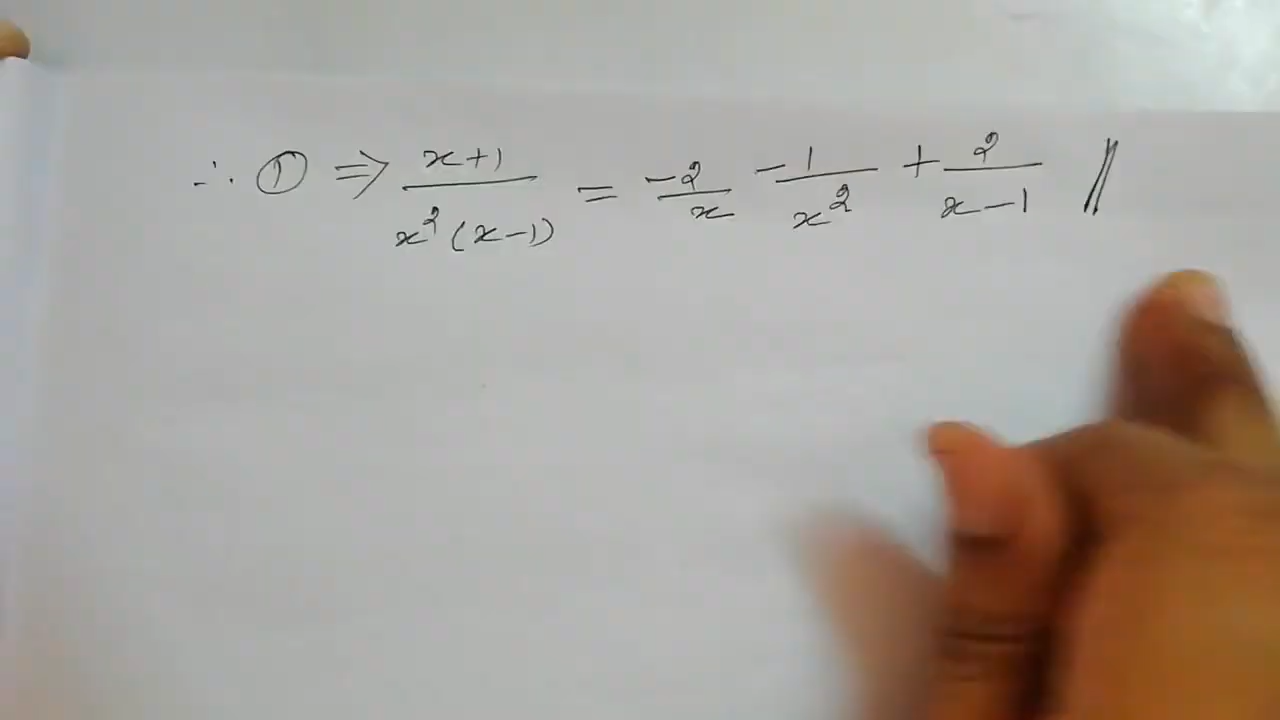 ∴ ① ⇒ x+1/x²(x-1) = -2/x -1/x² + 2/x-1 //